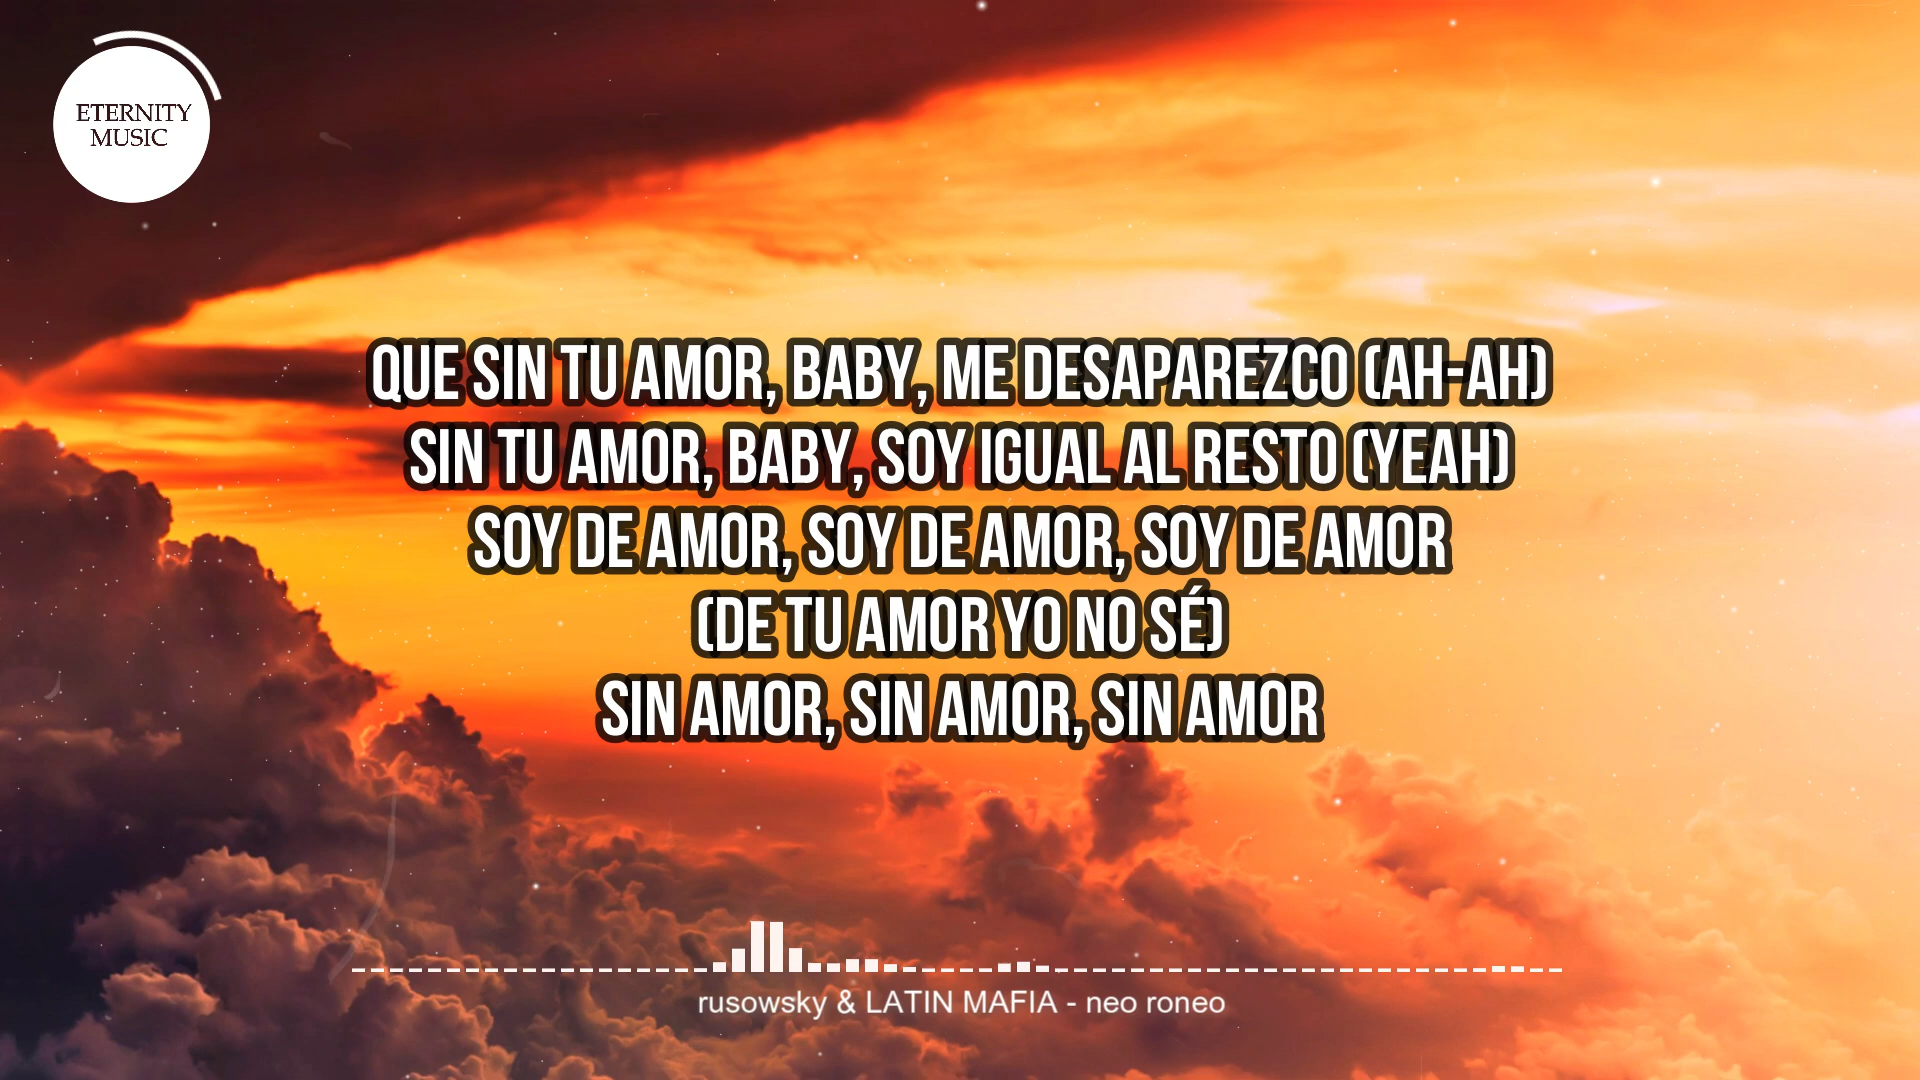 ETERNITY
MUSIC
QUE SIN TU AMOR, BABY, ME DESAPAREZCO (AH-AH)
SIN TU AMOR, BABY, SOY IGUAL AL RESTO (YEAH)
SOY DE AMOR, SOY DE AMOR, SOY DE AMOR
(DE TU AMOR YO NO SÉ)
SIN AMOR, SIN AMOR, SIN AMOR
rusowsky & LATIN MAFIA - neo roneo